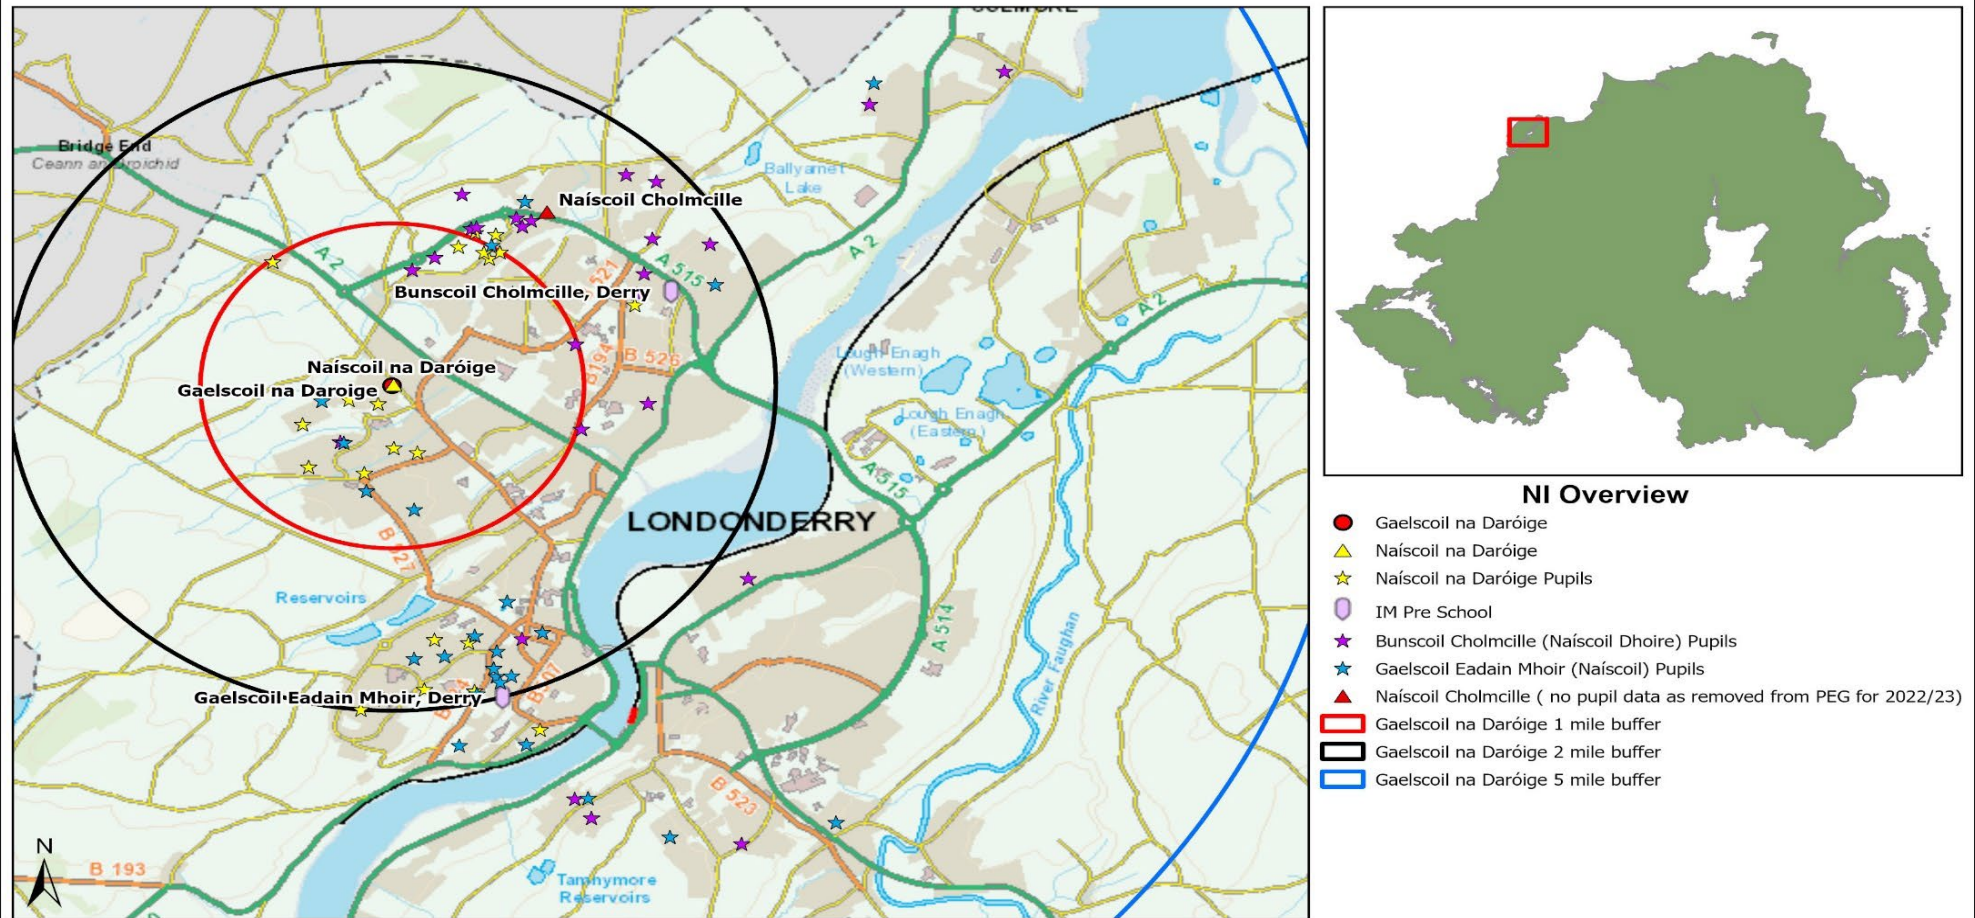 Bridge End
Ceann an Droichid
A 2
Naíscoil Cholmcille
Ballyarnet
Lake
A 2
A 515
Bunscoil Cholmcille, Derry
B194
B 526
Naíscoil na Daróige
Gaelscoil na Daroige
Lough Enagh
(Western)
Lough Enagh
(Eastern)
A 2
A 515
LONDONDERRY
B 527
Reservoirs
A 514
River Faughan
B 507
Gaelscoil Eadain Mhoir, Derry
B 523
N
B 193
Tamnymore
Reservoirs
NI Overview
Gaelscoil na Daróige
Naíscoil na Daróige
Naíscoil na Daróige Pupils
IM Pre School
Bunscoil Cholmcille (Naíscoil Dhoire) Pupils
Gaelscoil Eadain Mhoir (Naíscoil) Pupils
Naíscoil Cholmcille ( no pupil data as removed from PEG for 2022/23)
Gaelscoil na Daróige 1 mile buffer
Gaelscoil na Daróige 2 mile buffer
Gaelscoil na Daróige 5 mile buffer